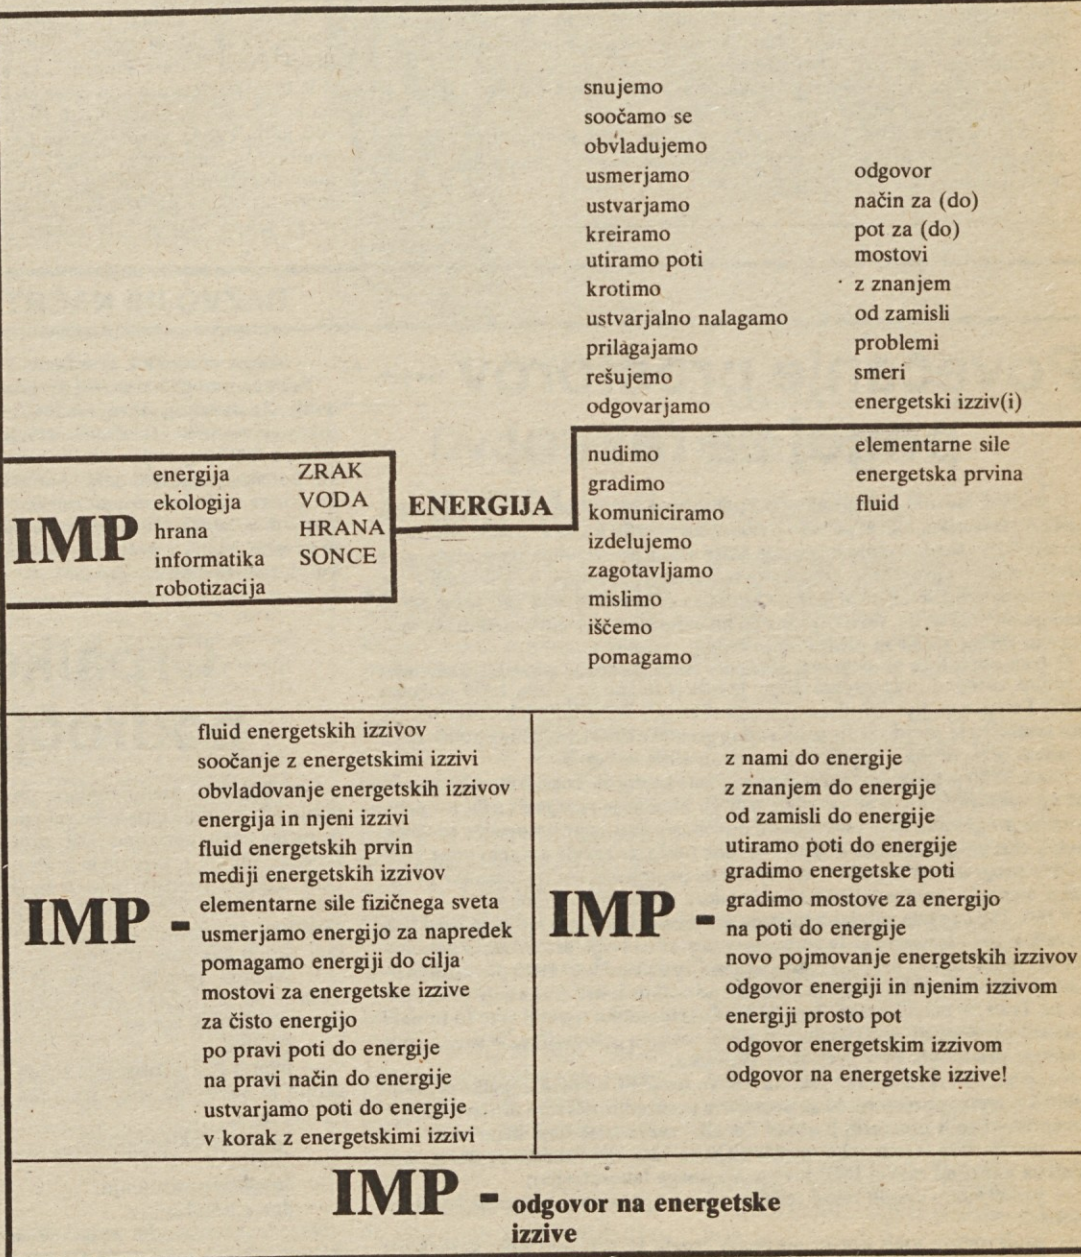 snujemo
soočamo se
obvladujemo
usmerjamo
ustvarjamo
kreiramo
utiramo poti
krotimo
ustvarjalno nalagamo
prilagajamo
rešujemo
odgovarjamo
odgovor
način za (do)
pot za (do)
mostovi
z znanjem
od zamisli
problemi
smeri
energetski izziv(i)
IMP
energija
ekologija
hrana
informatika
robotizacija
ZRAK
VODA
HRANA
SONCE
ENERGIJA
nudimo
gradimo
komuniciramo
izdelujemo
zagotavljamo
mislimo
iščemo
pomagamo
elementarne sile
energetska prvina
fluid
IMP -
fluid energetskih izzivov
soočanje z energetskimi izzivi
obvladovanje energetskih izzivov
energija in njeni izzivi
fluid energetskih prvin
mediji energetskih izzivov
elementarne sile fizičnega sveta
usmerjamo energijo za napredek
pomagamo energiji do cilja
mostovi za energetske izzive
za čisto energijo
po pravi poti do energije
na pravi način do energije
ustvarjamo poti do energije
v korak z energetskimi izzivi
IMP -
z nami do energije
z znanjem do energije
od zamisli do energije
utiramo poti do energije
gradimo energetske poti
gradimo mostove za energijo
na poti do energije
novo pojmovanje energetskih izzivov
odgovor energiji in njenim izzivom
energiji prosto pot
odgovor energetskim izzivom
odgovor na energetske izzive!
IMP - odgovor na energetske
izzive